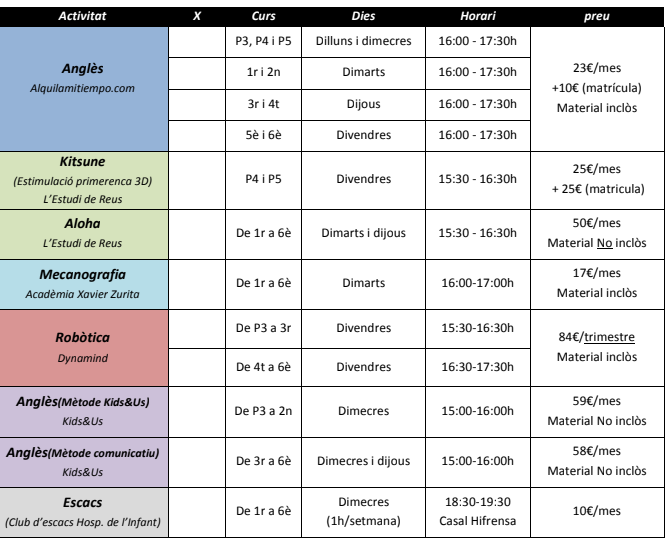 Activitat X Curs Dies Horari preu
Anglès
Alquilamitiempo.com
P3, P4 i P5 Dilluns i dimecres 16:00 - 17:30h
1r i 2n Dimarts 16:00 - 17:30h
3r i 4t Dijous 16:00 - 17:30h
5è i 6è Divendres 16:00 - 17:30h
23€/mes
+10€ (matrícula)
Material inclòs
Kitsune
(Estimulació primerenca 3D)
L'Estudi de Reus
P4 i P5 Divendres 15:30 - 16:30h
25€/mes
+ 25€ (matricula)
Aloha
L'Estudi de Reus
De 1r a 6è Dimarts i dijous 15:30 - 16:30h
50€/mes
Material No inclòs
Mecanografia
Acadèmia Xavier Zurita
De 1r a 6è Dimarts 16:00-17:00h
17€/mes
Material inclòs
Robòtica
Dynamind
De P3 a 3r Divendres 15:30-16:30h
De 4t a 6è Divendres 16:30-17:30h
84€/trimestre
Material inclòs
Anglès(Mètode Kids&Us)
Kids&Us
De P3 a 2n Dimecres 15:00-16:00h
59€/mes
Material No inclòs
Anglès(Mètode comunicatiu)
Kids&Us
De 3r a 6è Dimecres i dijous 15:00-16:00h
58€/mes
Material No inclòs
Escacs
(Club d'escacs Hosp. de l'Infant)
De 1r a 6è
Dimecres
(1h/setmana)
18:30-19:30
Casal Hifrensa
10€/mes